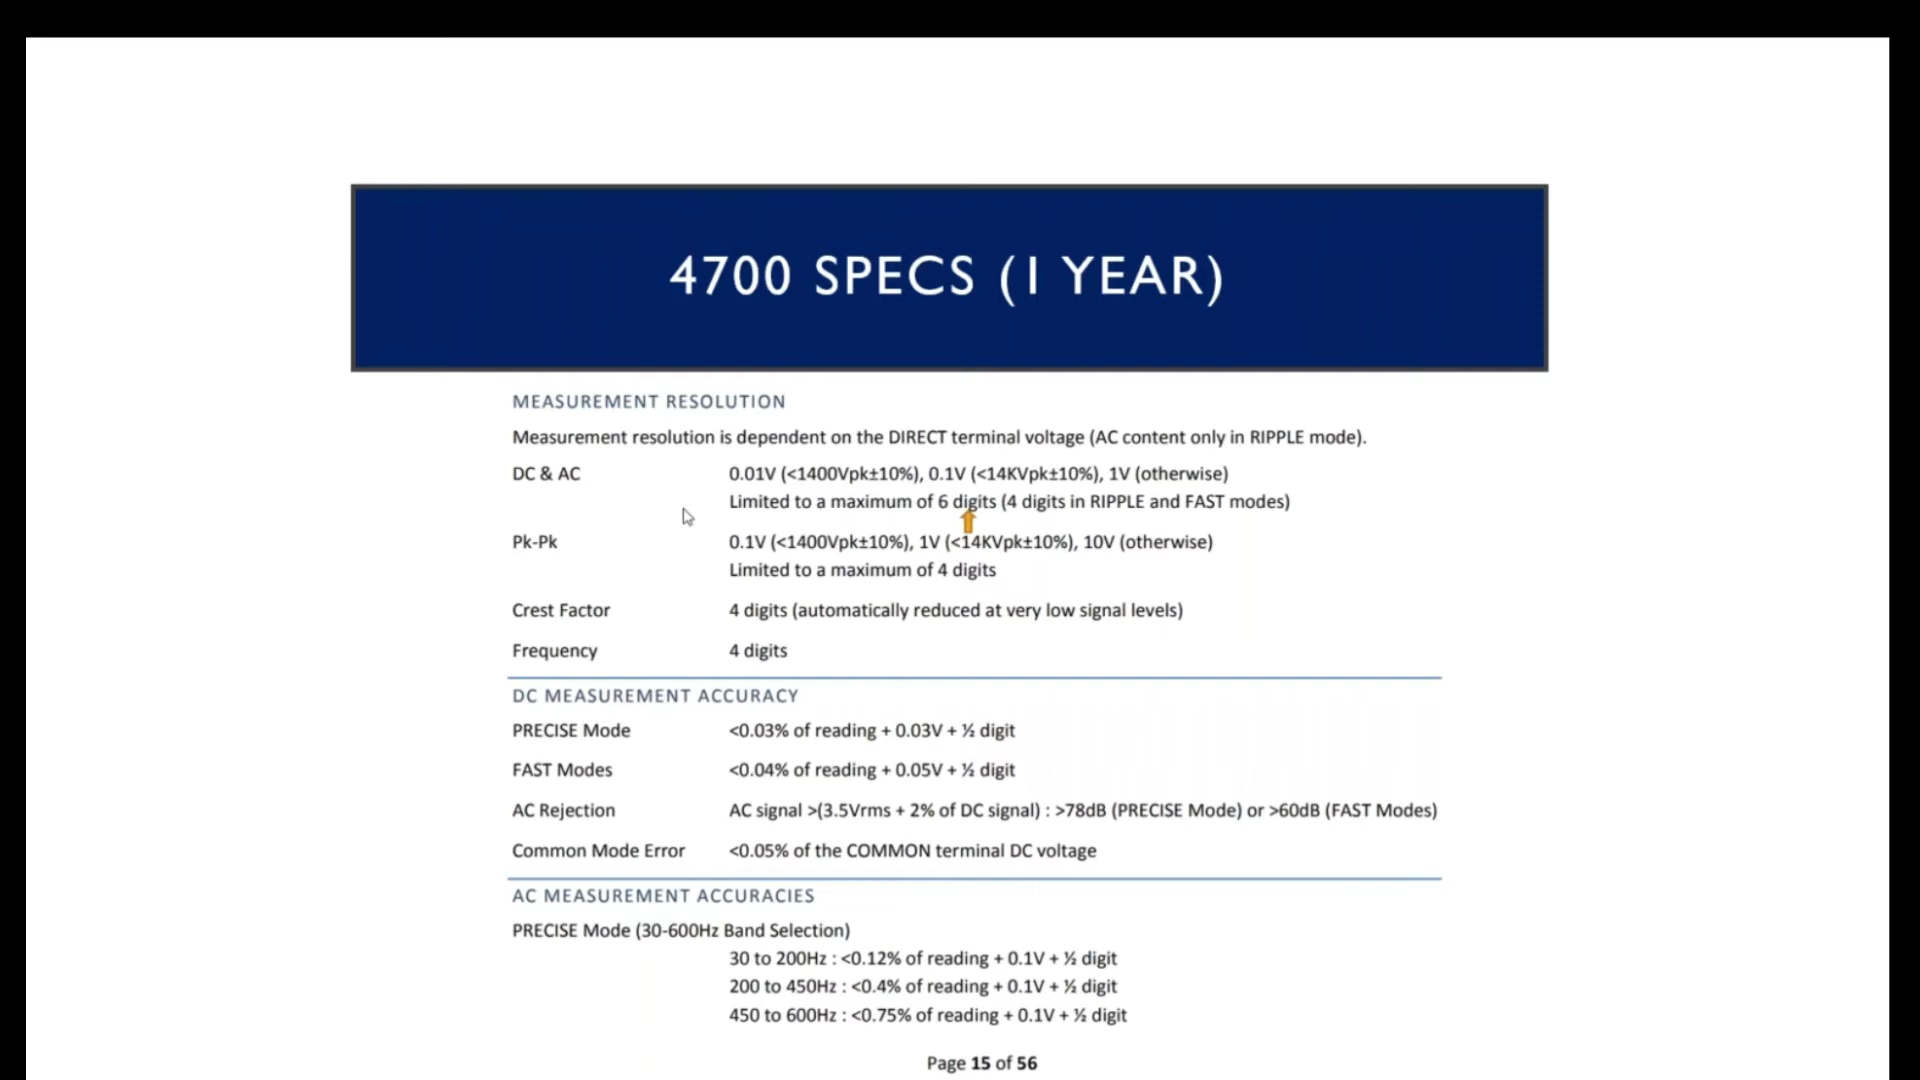 4700 SPECS (1 YEAR)
MEASUREMENT RESOLUTION
Measurement resolution is dependent on the DIRECT terminal voltage (AC content only in RIPPLE mode).
DC & AC 0.01V (<1400Vpk±10%), 0.1V (<14KVpk±10%), 1V (otherwise)
Limited to a maximum of 6 digits (4 digits in RIPPLE and FAST modes)
Pk-Pk 0.1V (<1400Vpk±10%), 1V (<14KVpk±10%), 10V (otherwise)
Limited to a maximum of 4 digits
Crest Factor 4 digits (automatically reduced at very low signal levels)
Frequency 4 digits
DC MEASUREMENT ACCURACY
PRECISE Mode <0.03% of reading + 0.03V + ½ digit
FAST Modes <0.04% of reading + 0.05V + ½ digit
AC Rejection AC signal >(3.5Vrms + 2% of DC signal) : >78dB (PRECISE Mode) or >60dB (FAST Modes)
Common Mode Error <0.05% of the COMMON terminal DC voltage
AC MEASUREMENT ACCURACIES
PRECISE Mode (30-600Hz Band Selection)
30 to 200Hz : <0.12% of reading + 0.1V + ½ digit
200 to 450Hz : <0.4% of reading + 0.1V + ½ digit
450 to 600Hz : <0.75% of reading + 0.1V + ½ digit
Page 15 of 56